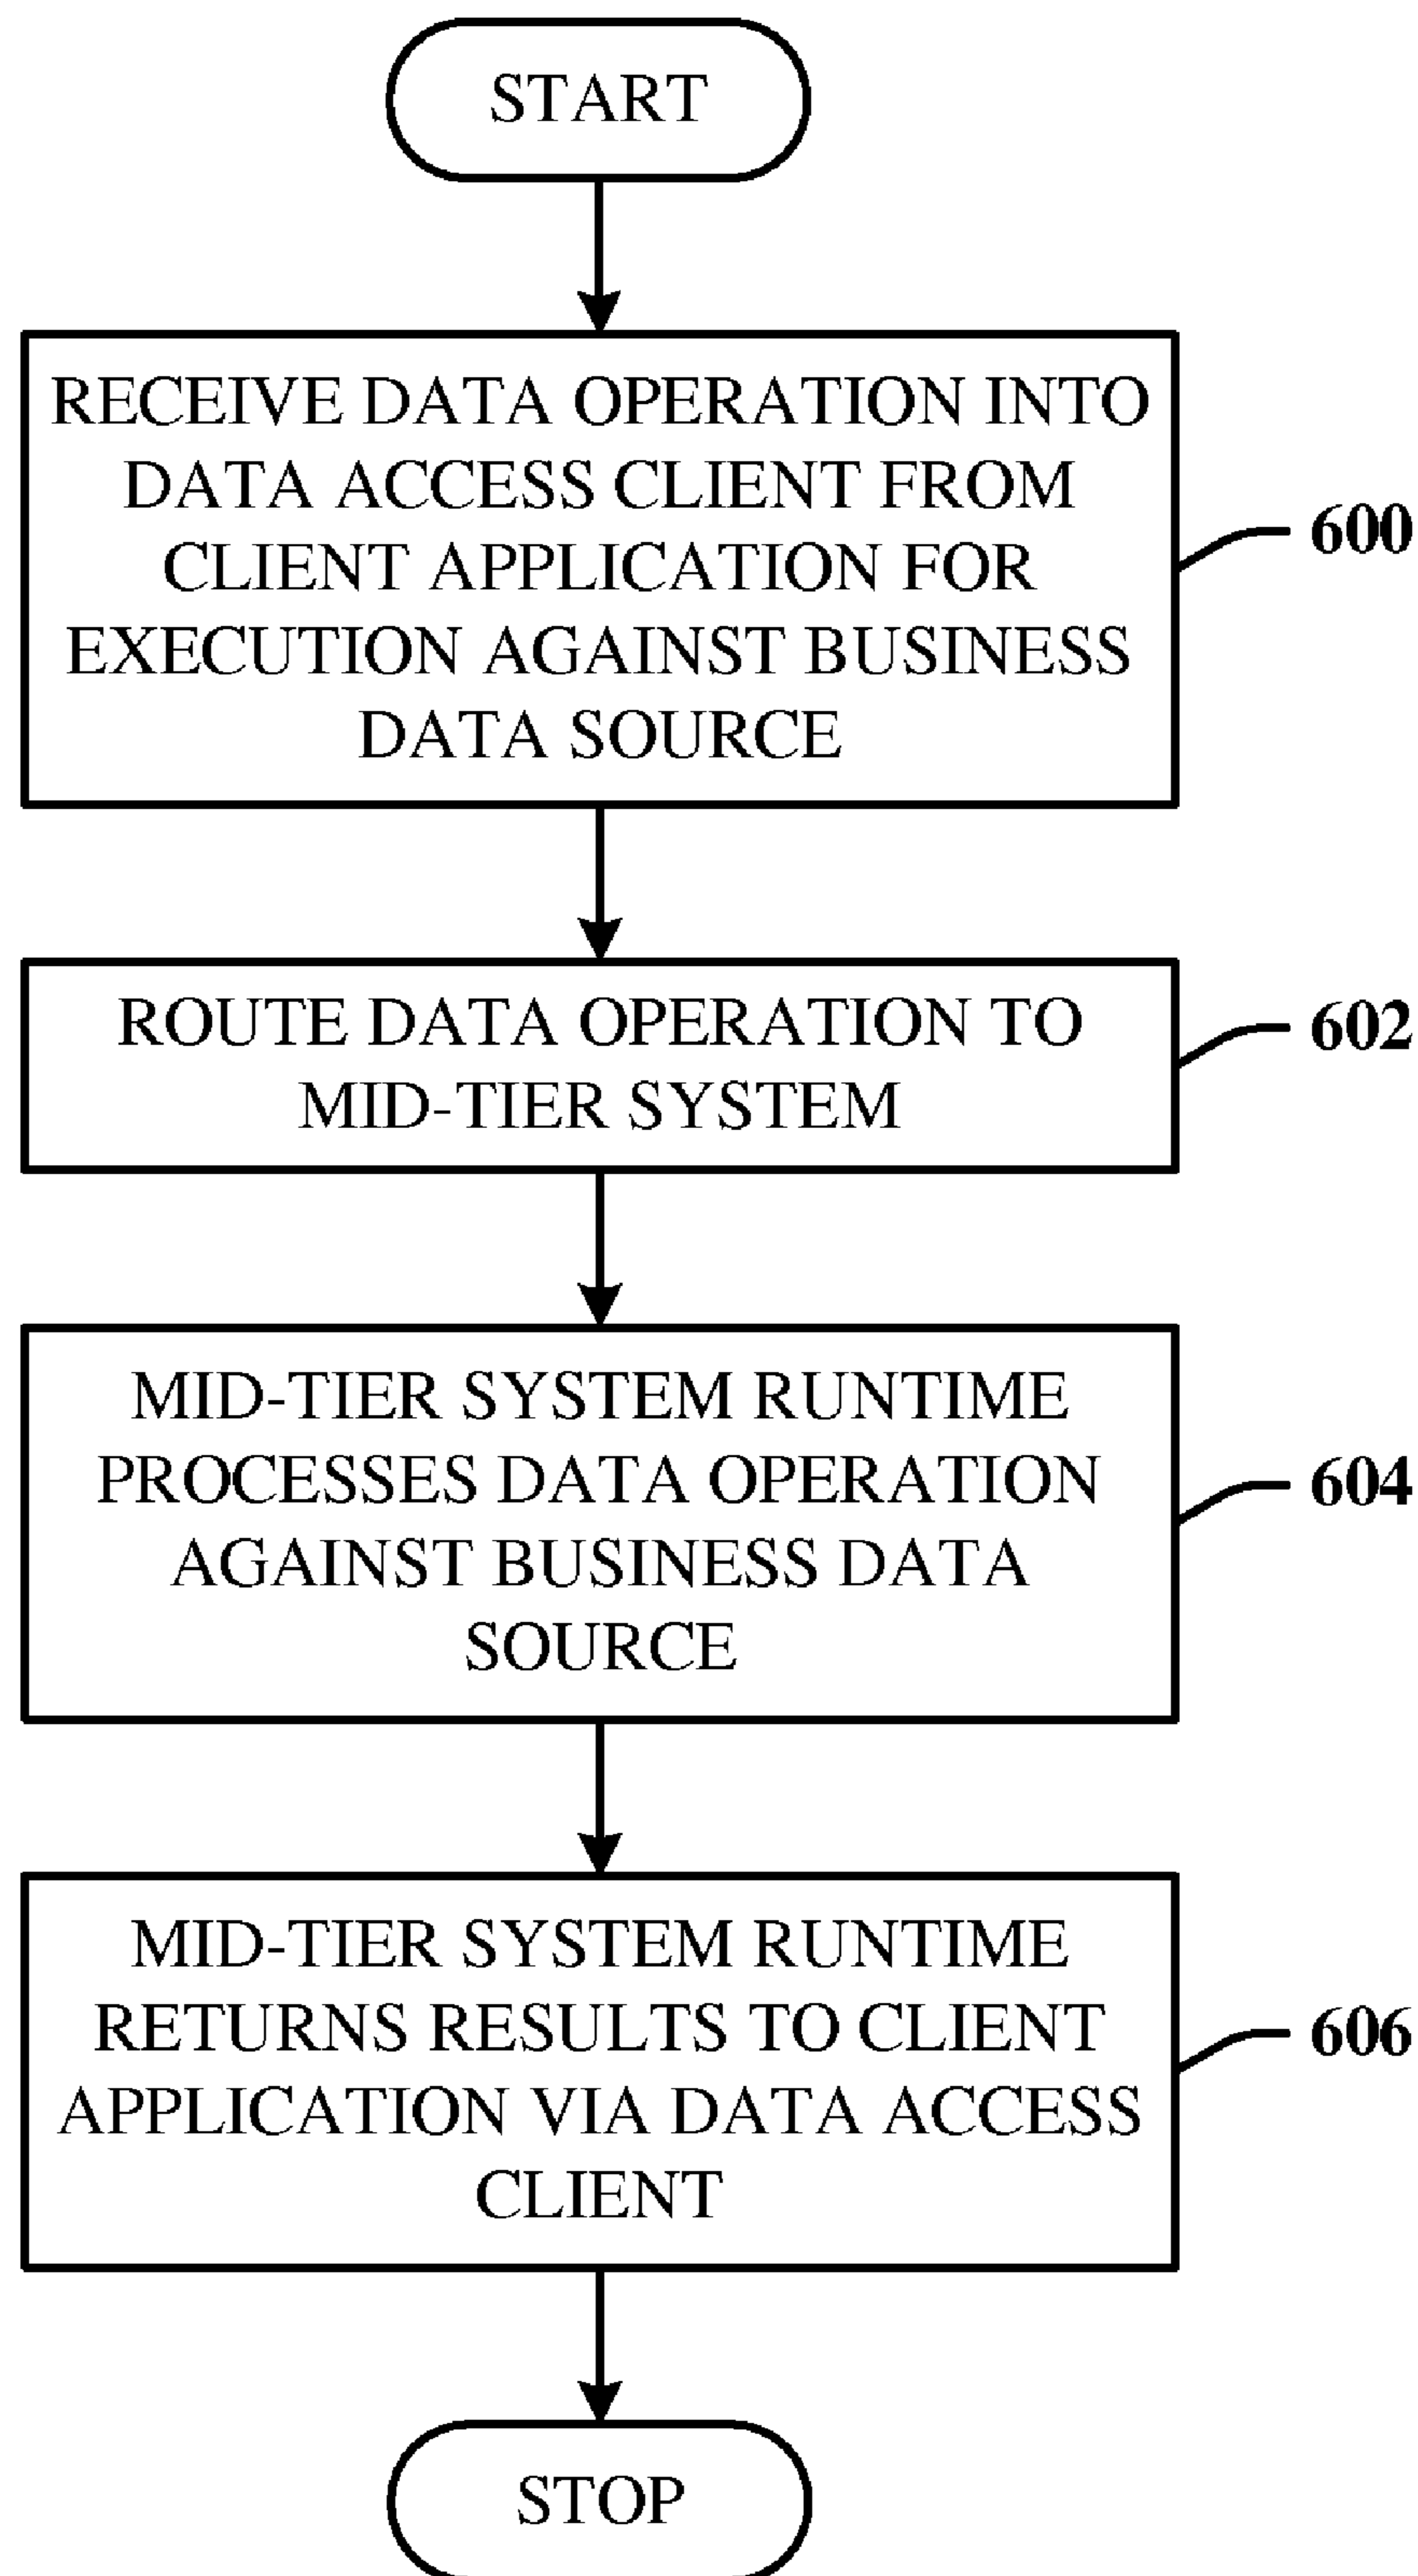 START
RECEIVE DATA OPERATION INTO
DATA ACCESS CLIENT FROM
CLIENT APPLICATION FOR
EXECUTION AGAINST BUSINESS
DATA SOURCE
600
ROUTE DATA OPERATION TO
MID-TIER SYSTEM
602
MID-TIER SYSTEM RUNTIME
PROCESSES DATA OPERATION
AGAINST BUSINESS DATA
SOURCE
604
MID-TIER SYSTEM RUNTIME
RETURNS RESULTS TO CLIENT
APPLICATION VIA DATA ACCESS
CLIENT
606
STOP